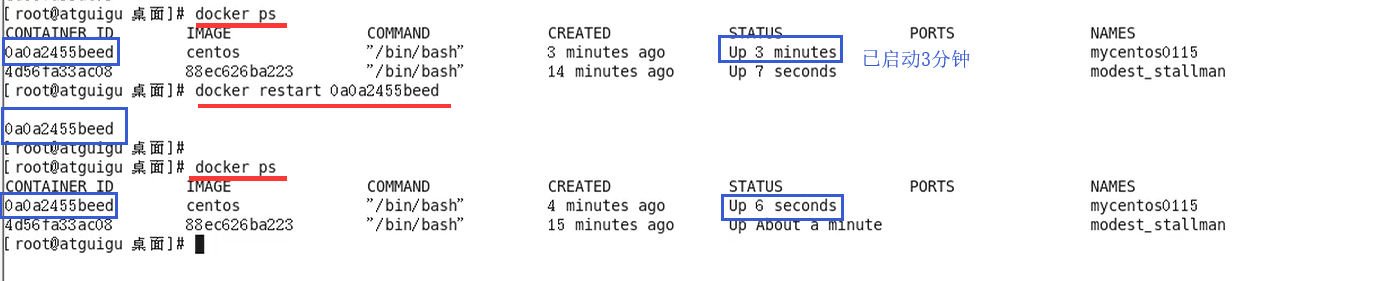 [root@atguigu 桌面]# docker ps
CONTAINER ID IMAGE COMMAND CREATED STATUS PORTS NAMES
0a0a2455beed centos "/bin/bash" 3 minutes ago Up 3 minutes mycentos0115
已启动3分钟
4d56fa33ac08 88ec626ba223 "/bin/bash" 14 minutes ago Up 7 seconds modest_stallman
[root@atguigu 桌面]# docker restart 0a0a2455beed
0a0a2455beed
[root@atguigu 桌面]#
[root@atguigu 桌面]# docker ps
CONTAINER ID IMAGE COMMAND CREATED STATUS PORTS NAMES
0a0a2455beed centos "/bin/bash" 4 minutes ago Up 6 seconds mycentos0115
4d56fa33ac08 88ec626ba223 "/bin/bash" 15 minutes ago Up About a minute modest_stallman
[root@atguigu 桌面]#